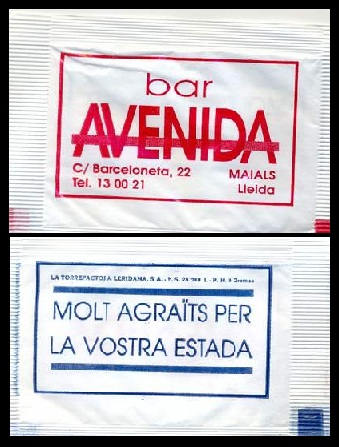 bar
AVENIDA
C/ Barceloneta, 22 MAIALS
Tel. 13 00 21 Lleida
LA TORREFACTORA LERIDANA, S.A.
MOLT AGRAÏTS PER
LA VOSTRA ESTADA